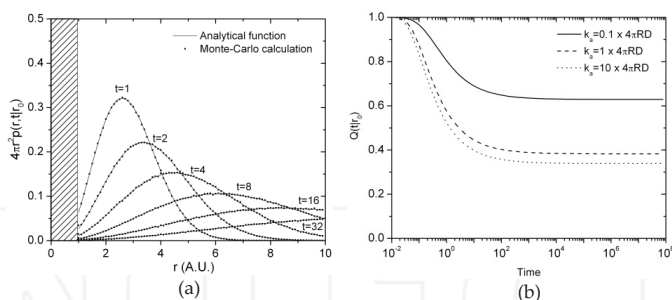 4πr²p(r,t|r₀)
0.5
0.4
0.3
0.2
0.1
0.0
Analytical function
Monte-Carlo calculation
t=1
t=2
t=4
t=8
t=16
t=32
0 2 4 6 8 10
r (A.U.)
(a)
Q(t|r₀)
1.0
0.8
0.6
0.4
0.2
0.0
kₐ=0.1 x 4πRD
kₐ=1 x 4πRD
kₐ=10 x 4πRD
10⁻² 10⁰ 10² 10⁴ 10⁶ 10⁸
Time
(b)